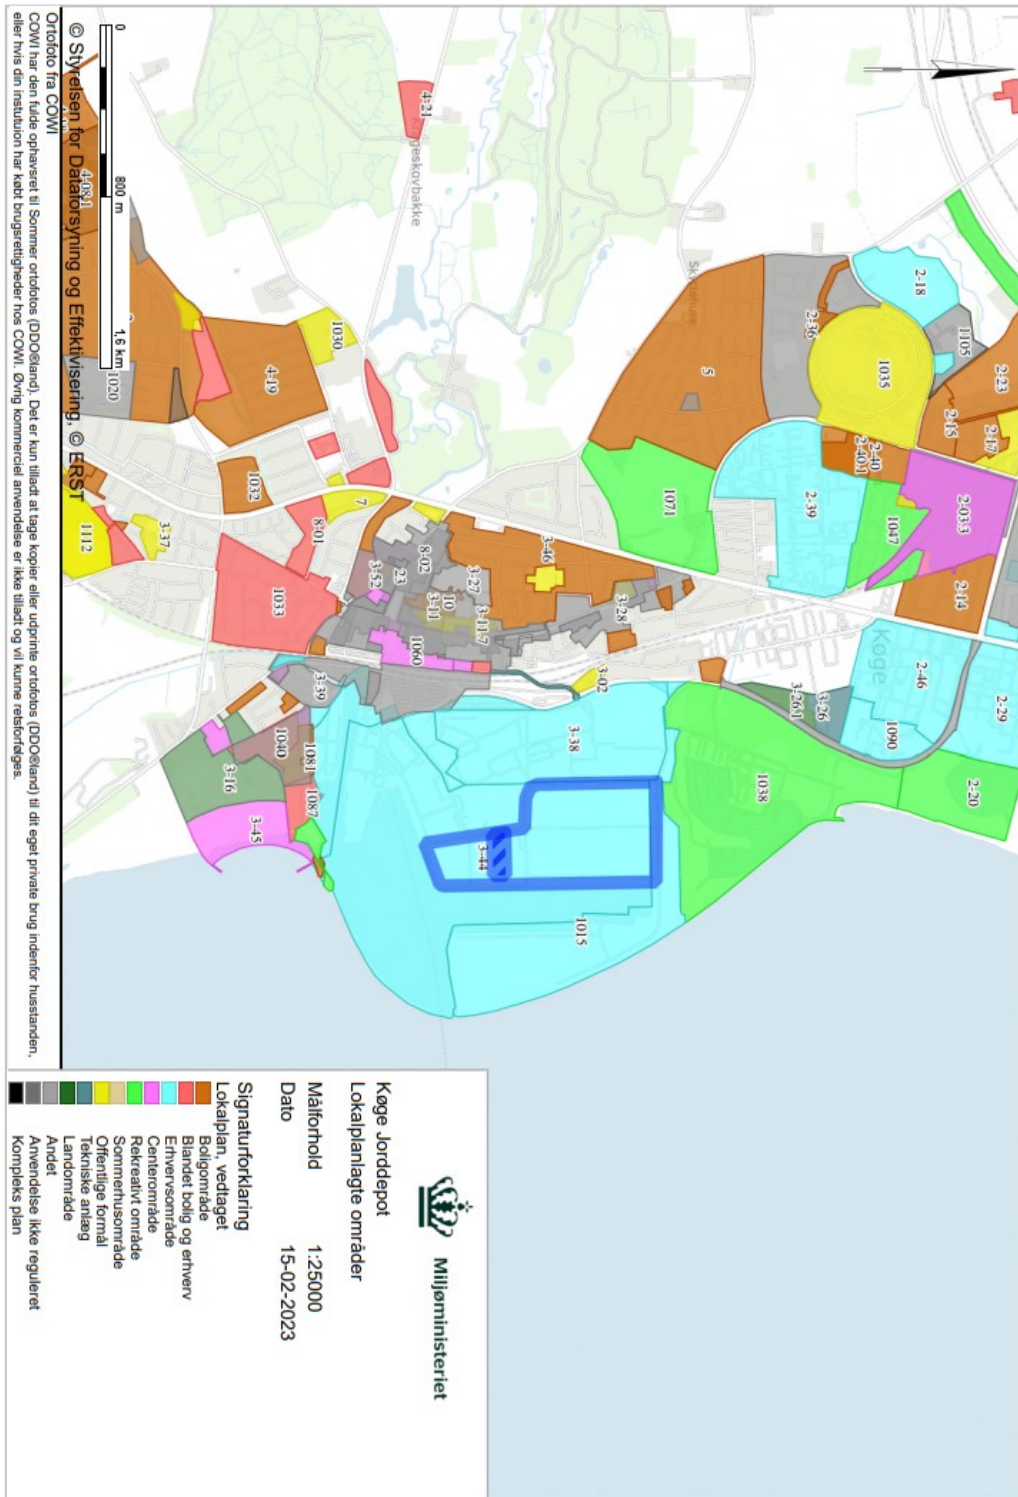 Miljøministeriet
Køge Jorddepot
Lokalplanlagte områder
Målforhold 1:25000
Dato 15-02-2023
Signaturforklaring
Lokalplan, vedtaget
Boligområde
Blandet bolig og erhverv
Erhvervsområde
Centerområde
Rekreativt område
Sommerhusområde
Offentlige formål
Tekniske anlæg
Landområde
Andet
Anvendelse ikke reguleret
Kompleks plan
2-29
2-20
2-46
1090
3-26
3-26.1
1038
Køge
2-14
2-033
1047
2-17
2-15
2-23
1105
2-18
1035
2-40
2-40.1
2-36
2-39
5
1071
3-02
3-38
3-44
1015
3-28
3-46
3-11.7
3-27
10
3-11
8-02
23
3-52
1060
3-39
1081
1087
1040
3-16
3-45
4-21
1030
7
8-01
1032
1033
4-19
1020
3-37
1112
4-08.1
0 800 m 1,6 km
© Styrelsen for Dataforsyning og Effektivisering, © ERST
Ortofoto fra COWI
COWI har den fulde ophavsret til Sommer ortofotos (DDO®land). Det er kun tilladt at tage kopier eller udprinte ortofotos (DDO®land) til dit eget private brug indenfor husstanden,
eller hvis din instutuion har købt brugsrettigheder hos COWI. Øvrig kommerciel anvendelse er ikke tilladt og vil kunne retsforfølges.